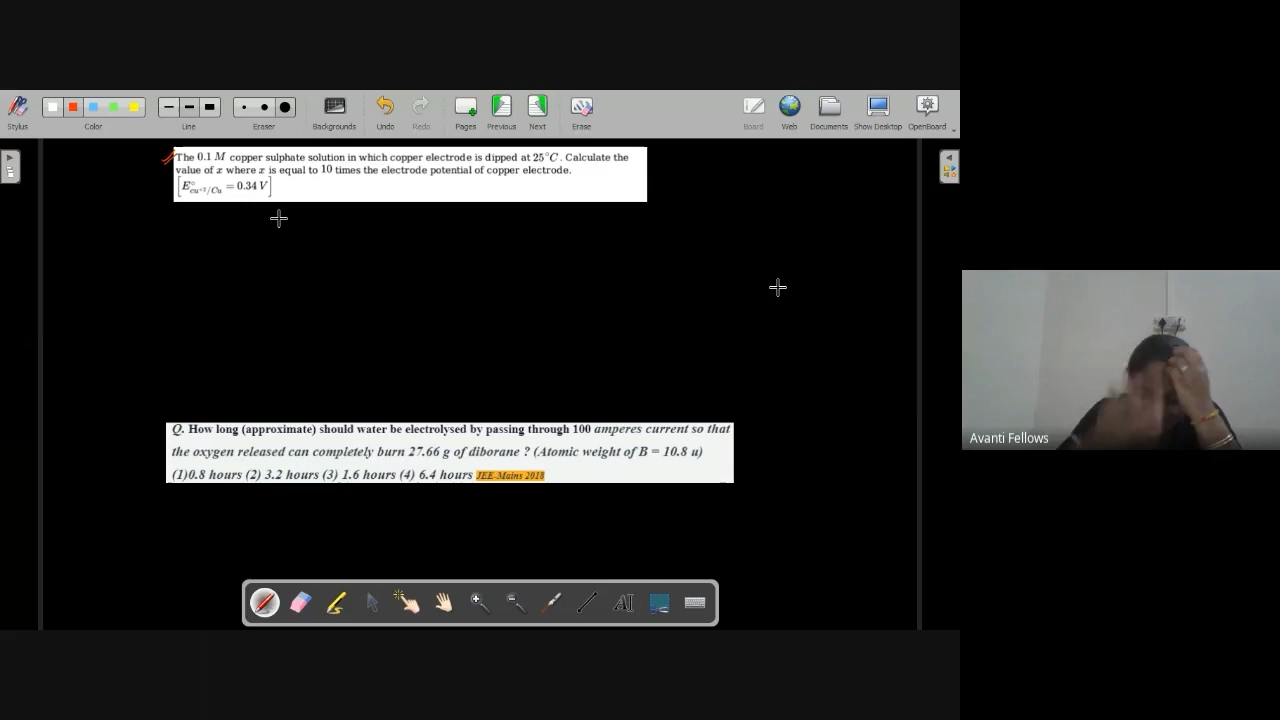 Stylus
Color
Line
Eraser
Backgrounds
Undo
Redo
Pages
Previous
Next
Erase
Board
Web
Documents
Show Desktop
OpenBoard
The 0.1 M copper sulphate solution in which copper electrode is dipped at 25°C. Calculate the
value of x where x is equal to 10 times the electrode potential of copper electrode.
[E°cu⁺²/Cu = 0.34 V]
Q. How long (approximate) should water be electrolysed by passing through 100 amperes current so that
the oxygen released can completely burn 27.66 g of diborane ? (Atomic weight of B = 10.8 u)
(1)0.8 hours (2) 3.2 hours (3) 1.6 hours (4) 6.4 hours JEE-Mains 2018
AI
Avanti Fellows